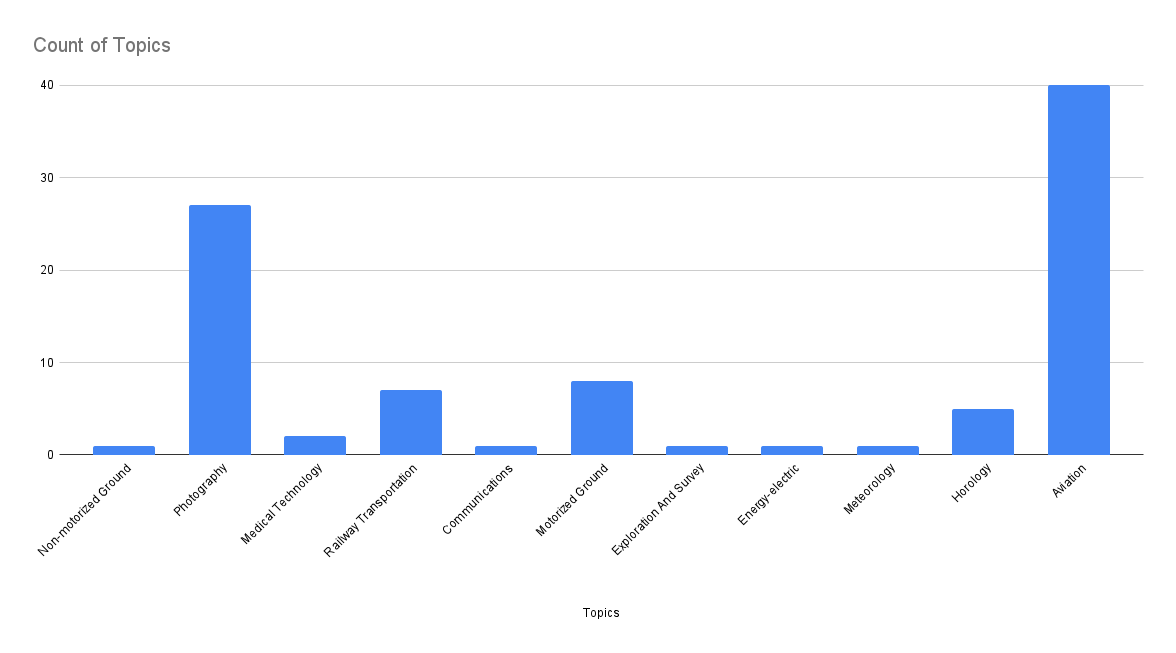 Count of Topics
40
30
20
10
0
Non-motorized Ground
Photography
Medical Technology
Railway Transportation
Communications
Motorized Ground
Exploration And Survey
Energy-electric
Meteorology
Horology
Aviation
Topics